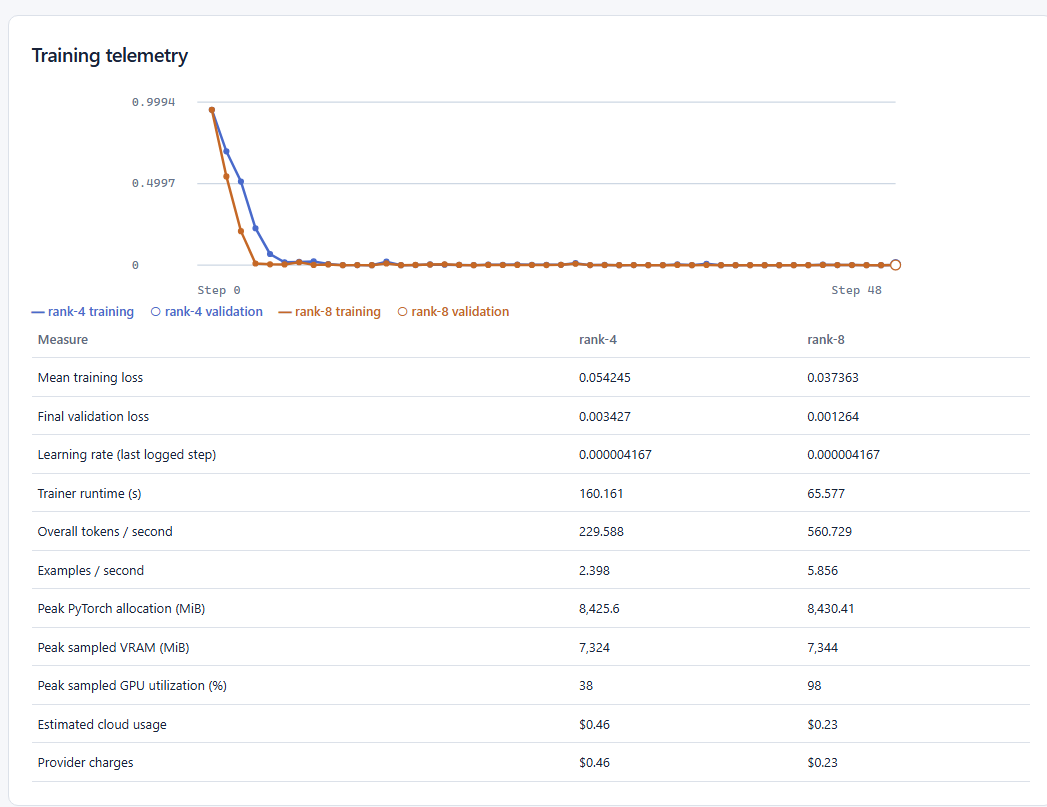 Training telemetry
0.9994
0.4997
0
Step 0 Step 48
rank-4 training rank-4 validation rank-8 training rank-8 validation
Measure rank-4 rank-8
Mean training loss 0.054245 0.037363
Final validation loss 0.003427 0.001264
Learning rate (last logged step) 0.000004167 0.000004167
Trainer runtime (s) 160.161 65.577
Overall tokens / second 229.588 560.729
Examples / second 2.398 5.856
Peak PyTorch allocation (MiB) 8,425.6 8,430.41
Peak sampled VRAM (MiB) 7,324 7,344
Peak sampled GPU utilization (%) 38 98
Estimated cloud usage $0.46 $0.23
Provider charges $0.46 $0.23